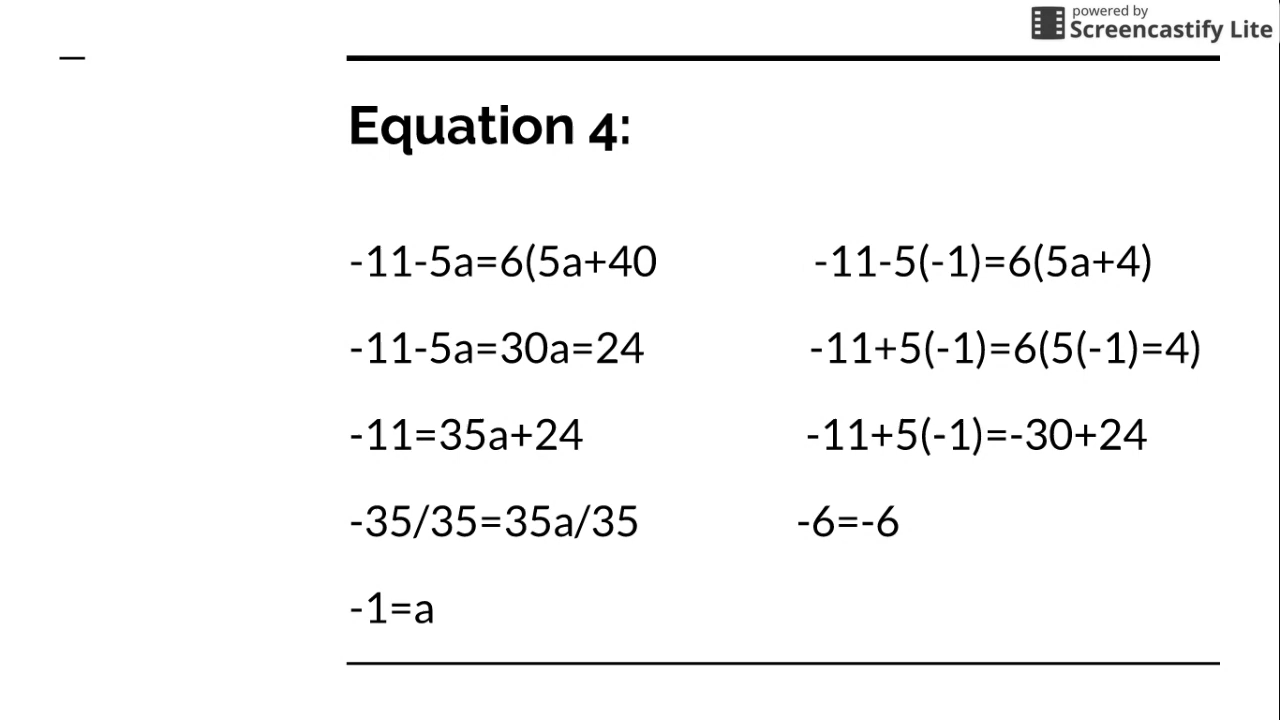 powered by
Screencastify Lite
Equation 4:
-11-5a=6(5a+40
-11-5(-1)=6(5a+4)
-11-5a=30a=24
-11+5(-1)=6(5(-1)=4)
-11=35a+24
-11+5(-1)=-30+24
-35/35=35a/35
-6=-6
-1=a